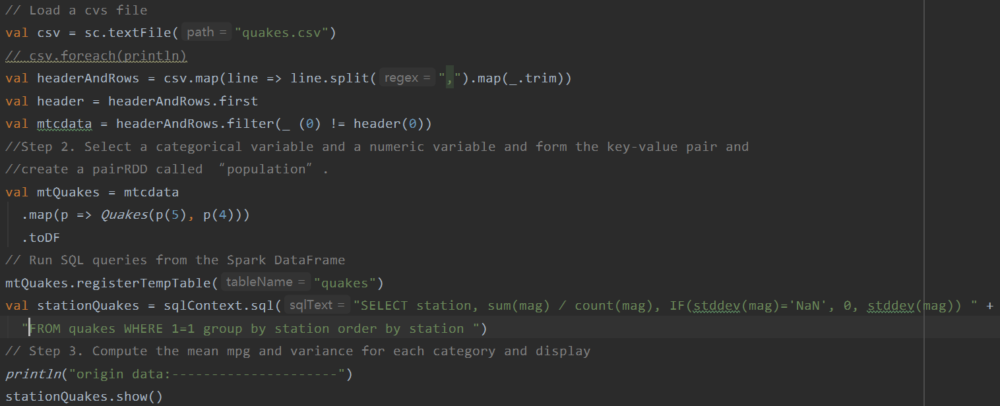 // Load a cvs file
val csv = sc.textFile( path = "quakes.csv")
// csv.foreach(println)
val headerAndRows = csv.map(line => line.split( regex = ",").map(_.trim))
val header = headerAndRows.first
val mtcdata = headerAndRows.filter(_ (0) != header(0))
//Step 2. Select a categorical variable and a numeric variable and form the key-value pair and
//create a pairRDD called “population”.
val mtQuakes = mtcdata
.map(p => Quakes(p(5), p(4)))
.toDF
// Run SQL queries from the Spark DataFrame
mtQuakes.registerTempTable( tableName = "quakes")
val stationQuakes = sqlContext.sql( sqlText = "SELECT station, sum(mag) / count(mag), IF(stddev(mag)='NaN', 0, stddev(mag)) " +
"FROM quakes WHERE 1=1 group by station order by station ")
// Step 3. Compute the mean mpg and variance for each category and display
println("origin data:---------------------")
stationQuakes.show()